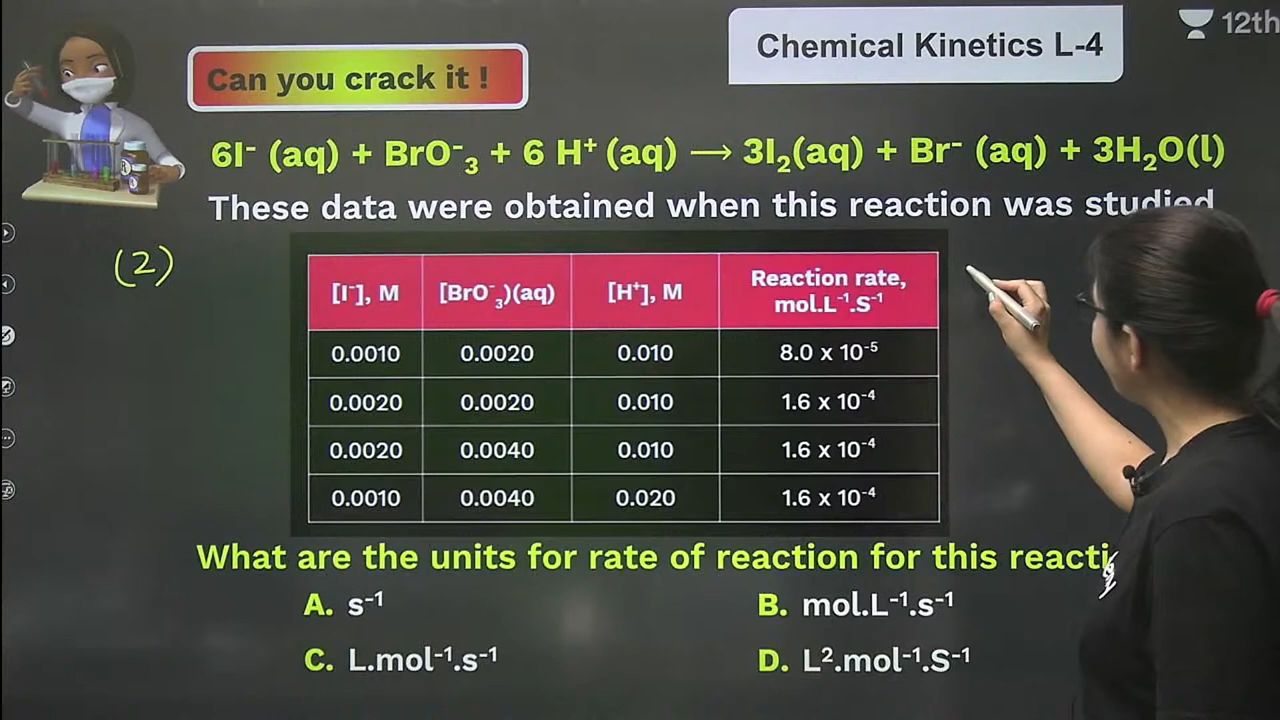 Chemical Kinetics L-4
12th
Can you crack it !
6I⁻ (aq) + BrO⁻₃ + 6 H⁺ (aq) → 3I₂(aq) + Br⁻ (aq) + 3H₂O(l)
These data were obtained when this reaction was studied
(2)
[I⁻], M [BrO⁻₃)(aq) [H⁺], M Reaction rate, mol.L⁻¹.S⁻¹
0.0010 0.0020 0.010 8.0 x 10⁻⁵
0.0020 0.0020 0.010 1.6 x 10⁻⁴
0.0020 0.0040 0.010 1.6 x 10⁻⁴
0.0010 0.0040 0.020 1.6 x 10⁻⁴
What are the units for rate of reaction for this reacti
A. s⁻¹ B. mol.L⁻¹.s⁻¹
C. L.mol⁻¹.s⁻¹ D. L².mol⁻¹.S⁻¹